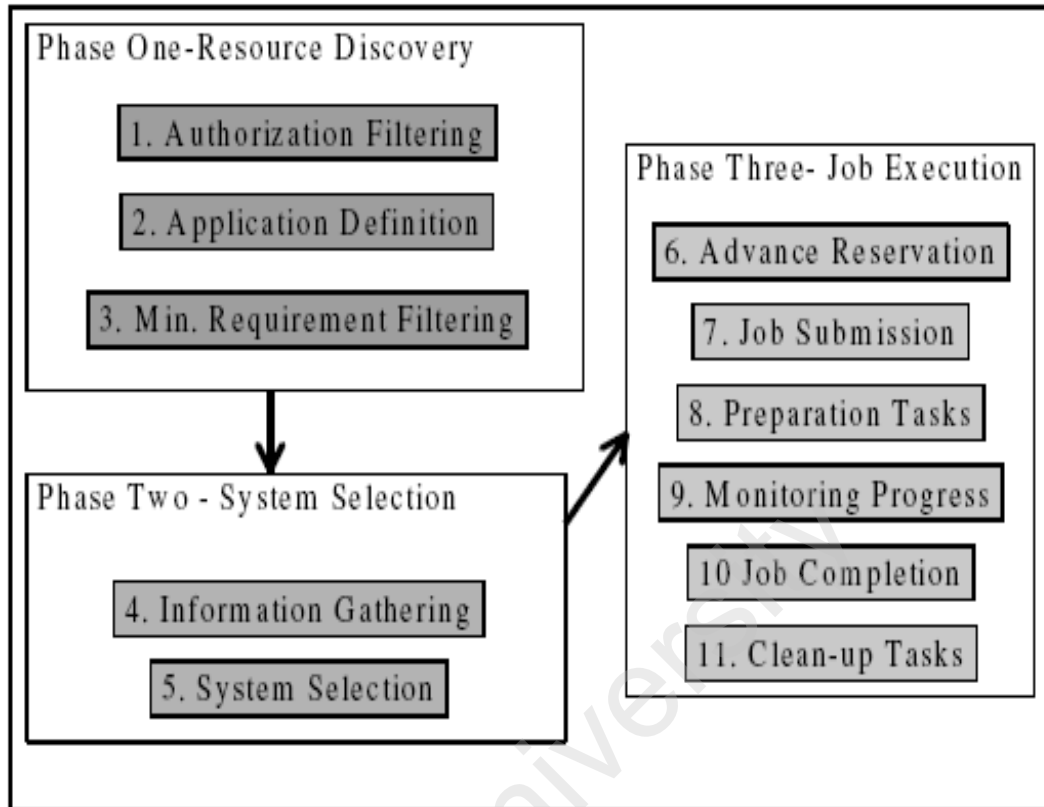 Phase One-Resource Discovery
1. Authorization Filtering
2. Application Definition
3. Min. Requirement Filtering
Phase Two - System Selection
4. Information Gathering
5. System Selection
Phase Three- Job Execution
6. Advance Reservation
7. Job Submission
8. Preparation Tasks
9. Monitoring Progress
10 Job Completion
11. Clean-up Tasks